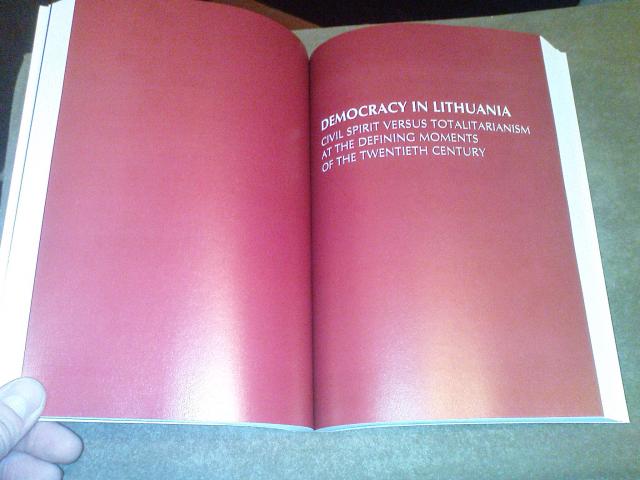 DEMOCRACY IN LITHUANIA
CIVIL SPIRIT VERSUS TOTALITARIANISM
AT THE DEFINING MOMENTS
OF THE TWENTIETH CENTURY